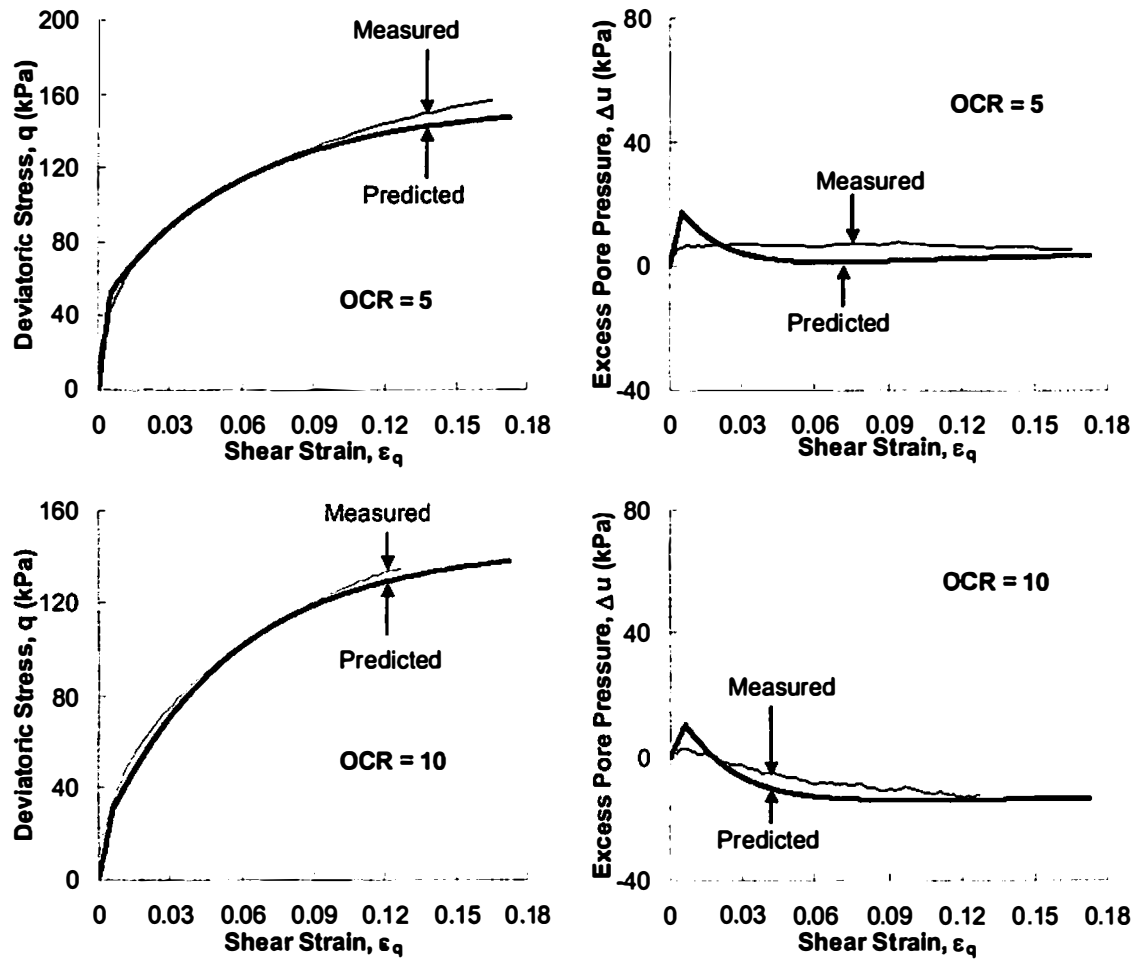 200
160
120
80
40
0
Deviatoric Stress, q (kPa)
Measured
Predicted
OCR = 5
0 0.03 0.06 0.09 0.12 0.15 0.18
Shear Strain, εq
80
40
0
-40
Excess Pore Pressure, Δu (kPa)
OCR = 5
Measured
Predicted
0 0.03 0.06 0.09 0.12 0.15 0.18
Shear Strain, εq
160
120
80
40
0
Deviatoric Stress, q (kPa)
Measured
Predicted
OCR = 10
0 0.03 0.06 0.09 0.12 0.15 0.18
Shear Strain, εq
80
40
0
-40
Excess Pore Pressure, Δu (kPa)
OCR = 10
Measured
Predicted
0 0.03 0.06 0.09 0.12 0.15 0.18
Shear Strain, εq